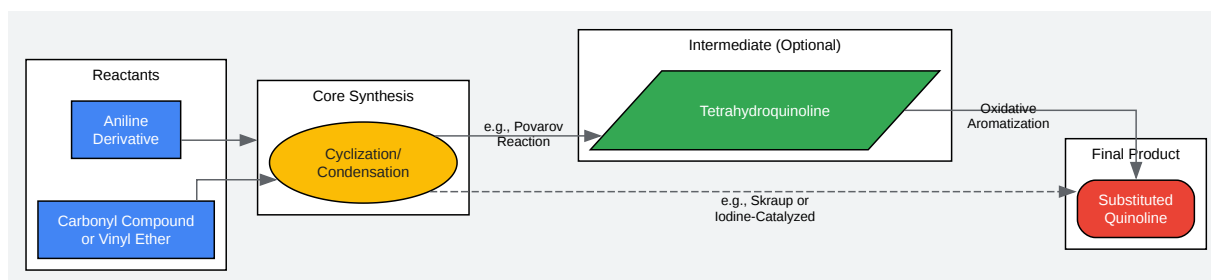 Reactants
Aniline
Derivative
Carbonyl Compound
or Vinyl Ether
Core Synthesis
Cyclization/
Condensation
e.g., Povarov
Reaction
Intermediate (Optional)
Tetrahydroquinoline
Oxidative
Aromatization
e.g., Skraup or
Iodine-Catalyzed
Final Product
Substituted
Quinoline